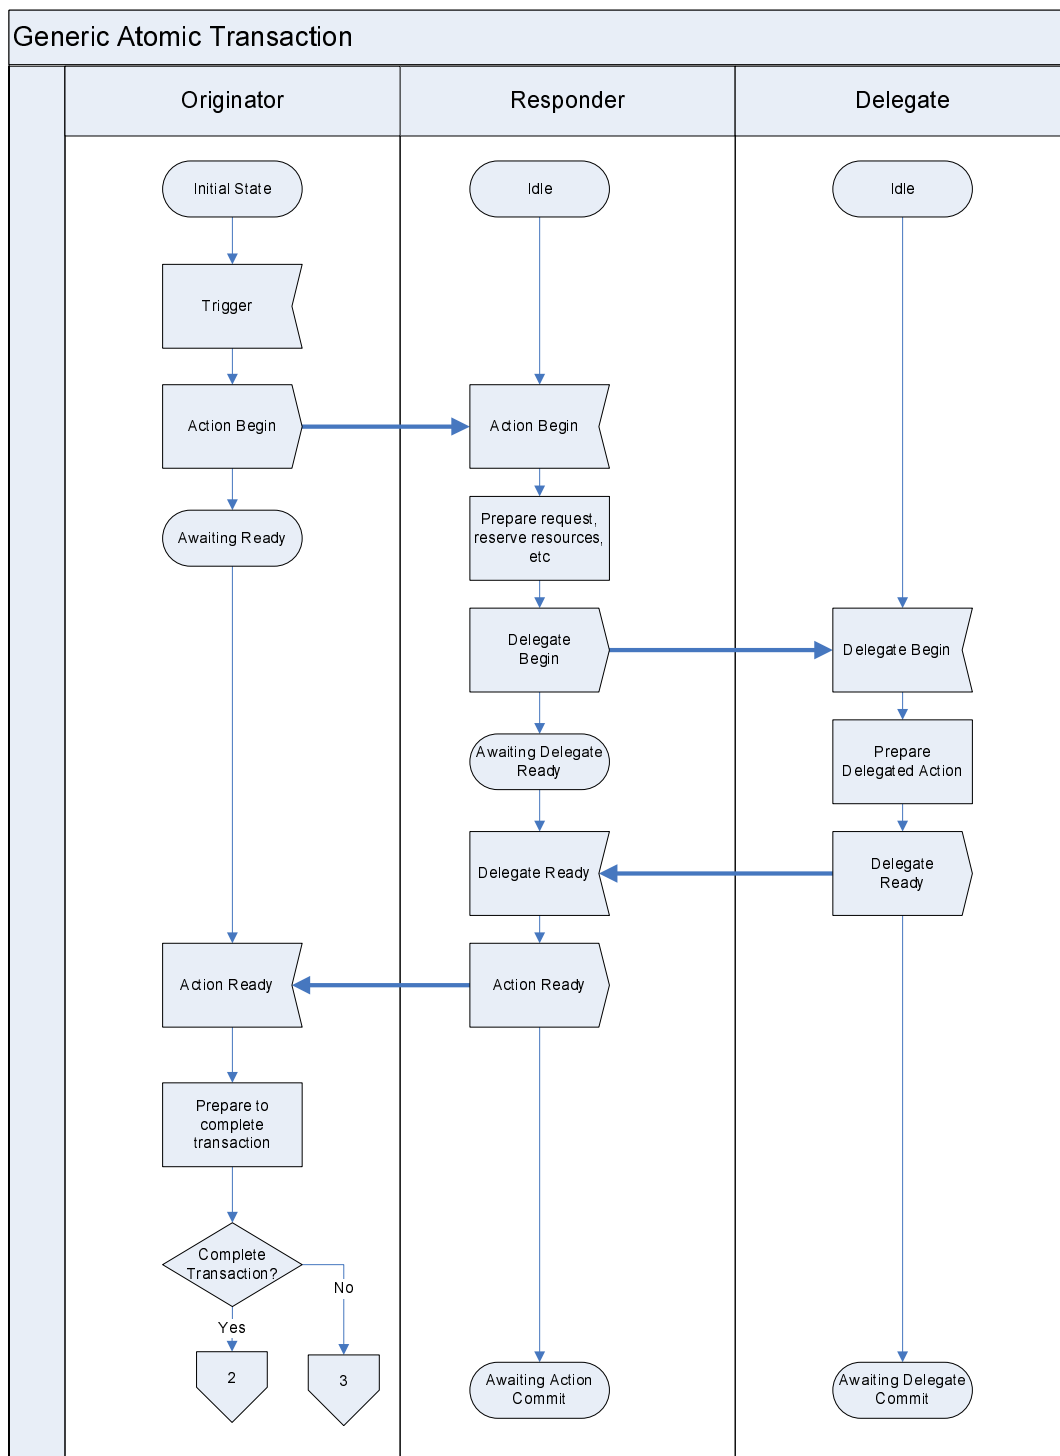 Generic Atomic Transaction
Originator
Responder
Delegate
Initial State
Idle
Idle
Trigger
Action Begin
Action Begin
Awaiting Ready
Prepare request,
reserve resources,
etc
Delegate
Begin
Delegate Begin
Awaiting Delegate
Ready
Prepare
Delegated Action
Delegate Ready
Delegate
Ready
Action Ready
Action Ready
Prepare to
complete
transaction
Complete
Transaction?
No
Yes
2
3
Awaiting Action
Commit
Awaiting Delegate
Commit